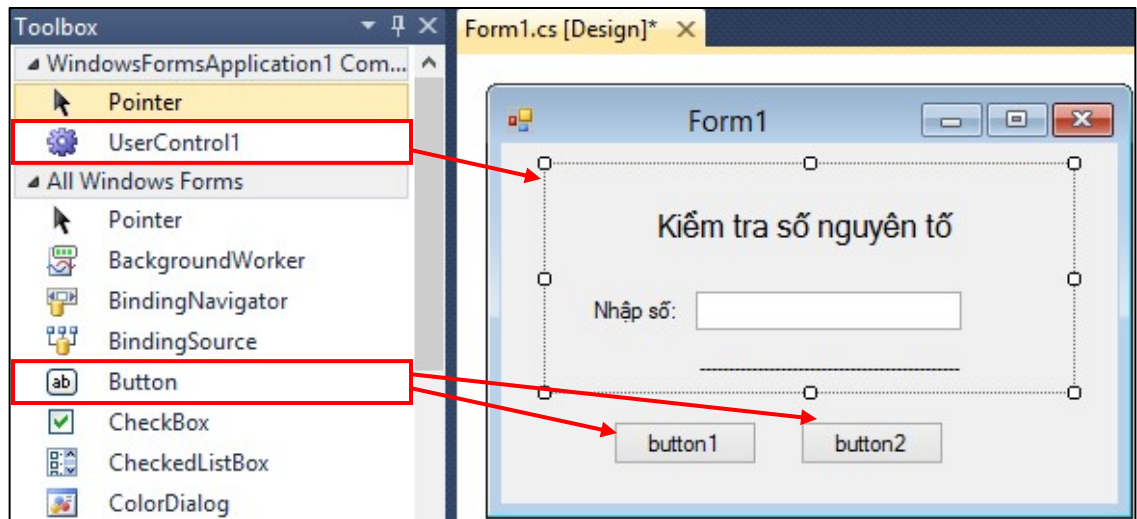 Toolbox
WindowsFormsApplication1 Com...
Pointer
UserControl1
All Windows Forms
Pointer
BackgroundWorker
BindingNavigator
BindingSource
ab Button
CheckBox
CheckedListBox
ColorDialog
Form1.cs [Design]*
Form1
Kiểm tra số nguyên tố
Nhập số:
button1 button2